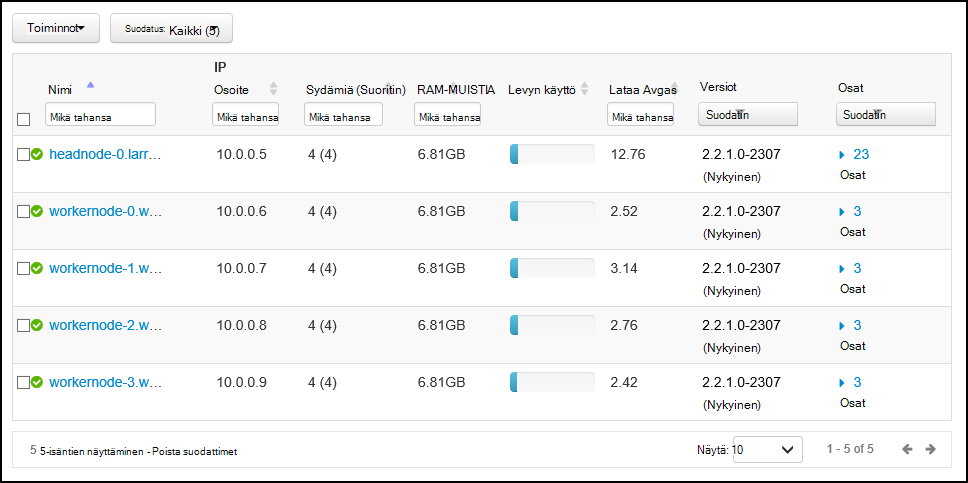 Toiminnot Suodatus: Kaikki (5)
IP
Nimi Osoite Sydämiä (Suoritin) RAM-MUISTIA Levyn käyttö Lataa Avgas Versiot Osat
Mikä tahansa Mikä tahansa Mikä tahansa Mikä tahansa Mikä tahansa Suodatin Suodatin
headnode-0.larr... 10.0.0.5 4 (4) 6.81GB 12.76 2.2.1.0-2307 23
(Nykyinen) Osat
workernode-0.w... 10.0.0.6 4 (4) 6.81GB 2.52 2.2.1.0-2307 3
(Nykyinen) Osat
workernode-1.w... 10.0.0.7 4 (4) 6.81GB 3.14 2.2.1.0-2307 3
(Nykyinen) Osat
workernode-2.w... 10.0.0.8 4 (4) 6.81GB 2.76 2.2.1.0-2307 3
(Nykyinen) Osat
workernode-3.w... 10.0.0.9 4 (4) 6.81GB 2.42 2.2.1.0-2307 3
(Nykyinen) Osat
5 5-isäntien näyttäminen - Poista suodattimet Näytä: 10 1 - 5 of 5